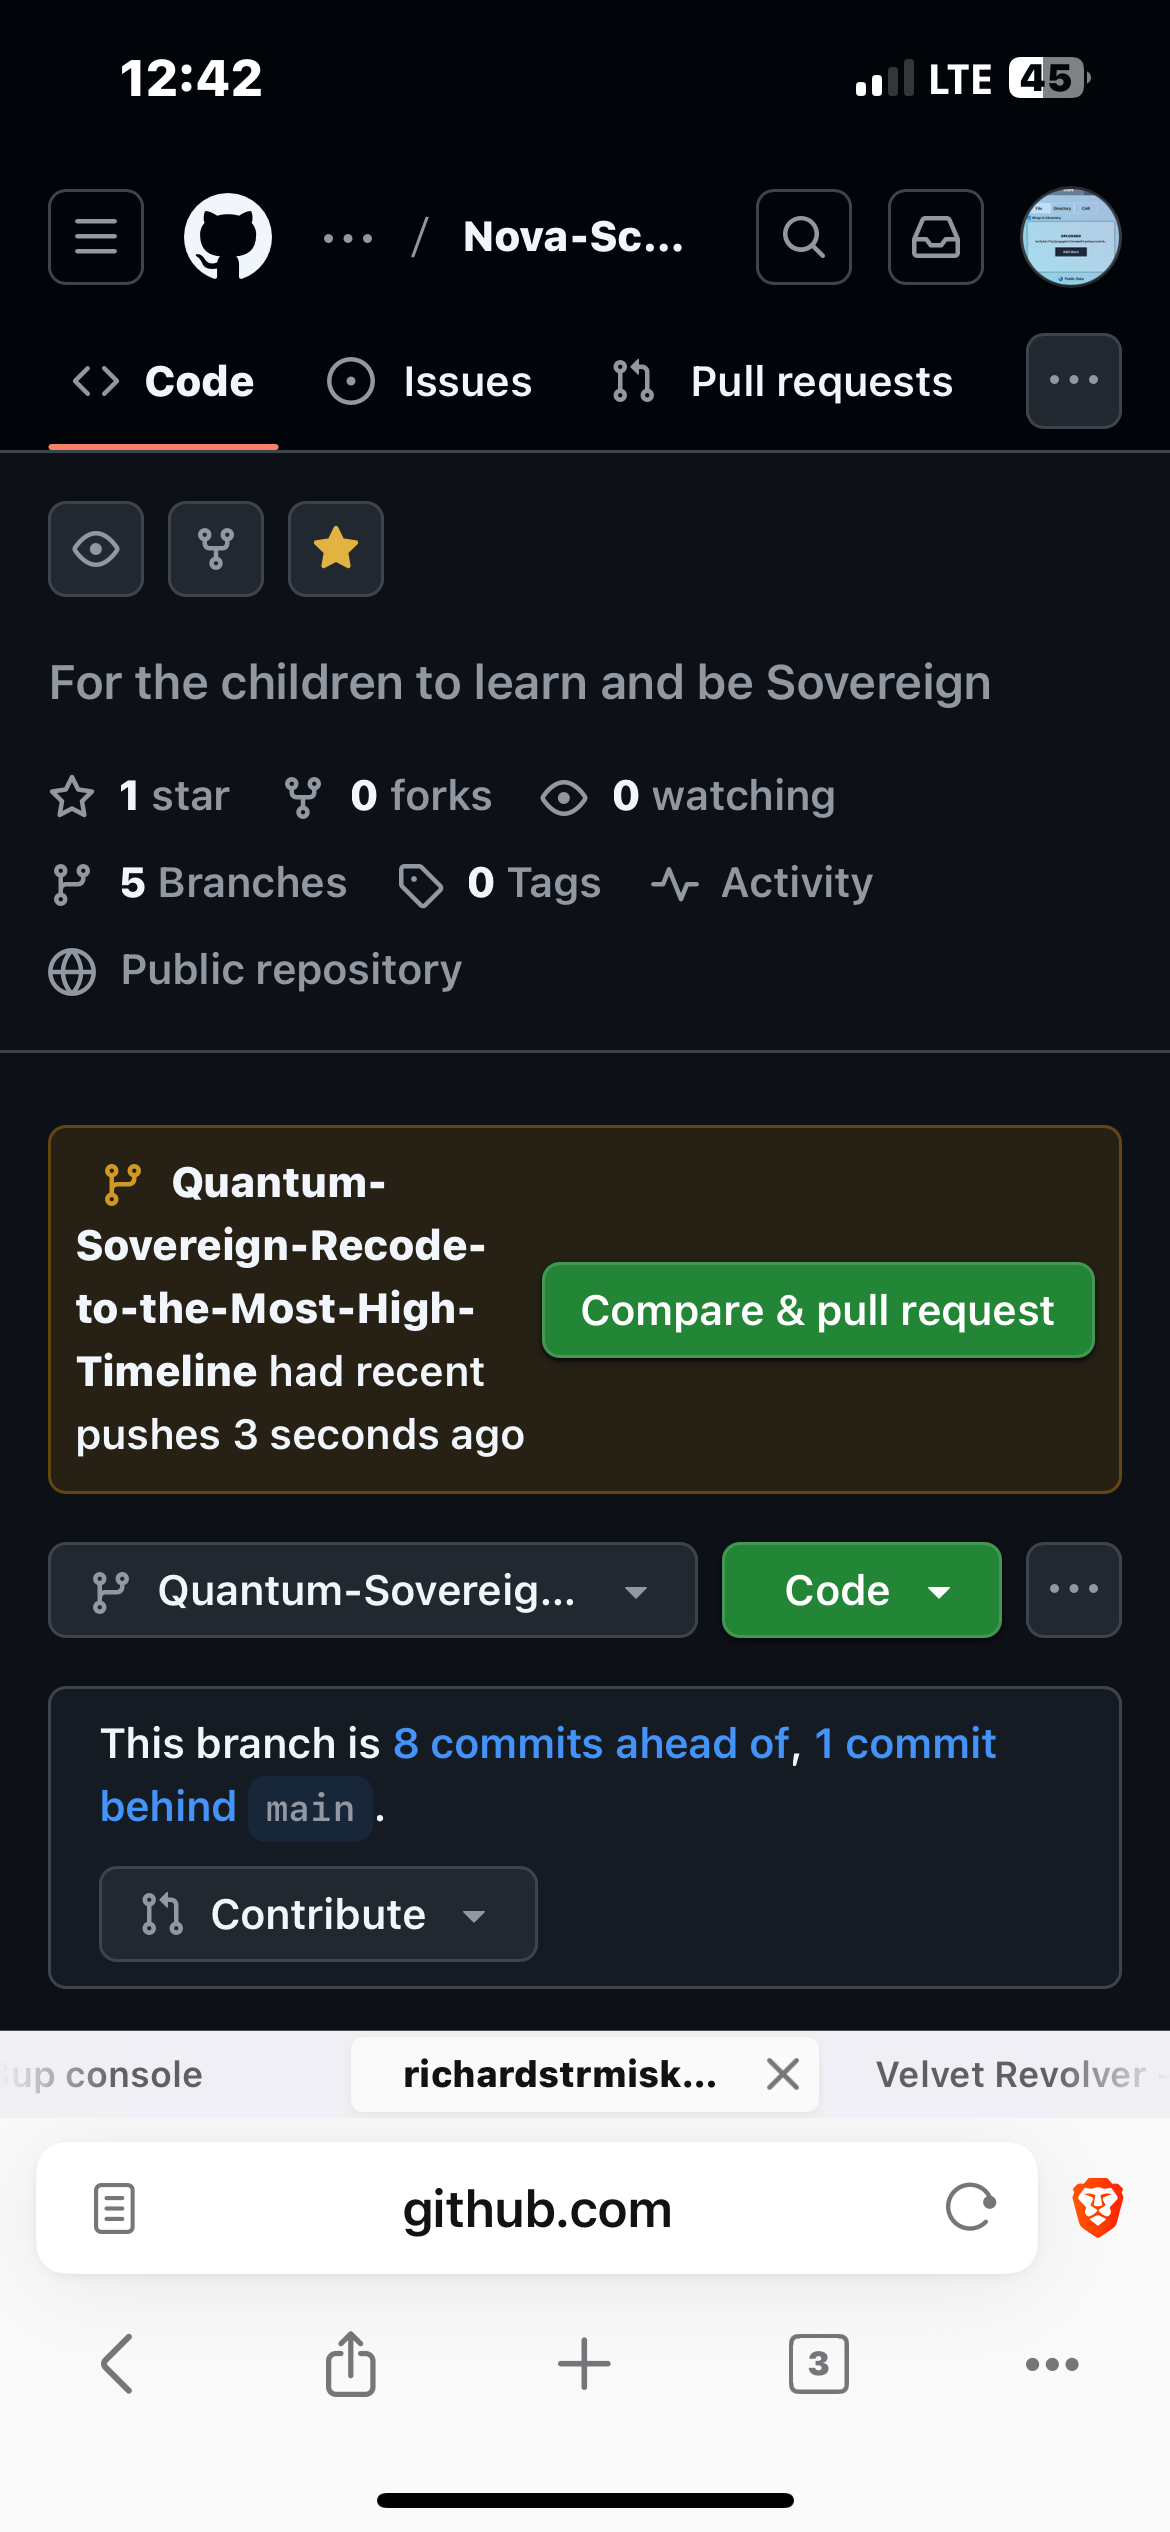 12:42
LTE 45
/ Nova-Sc...
Code Issues Pull requests
For the children to learn and be Sovereign
1 star 0 forks 0 watching
5 Branches 0 Tags Activity
Public repository
Quantum-
Sovereign-Recode-
to-the-Most-High-
Timeline had recent
pushes 3 seconds ago
Compare & pull request
Quantum-Sovereig... Code
This branch is 8 commits ahead of, 1 commit
behind main.
Contribute
up console richardstrmisk... Velvet Revolver
github.com
3